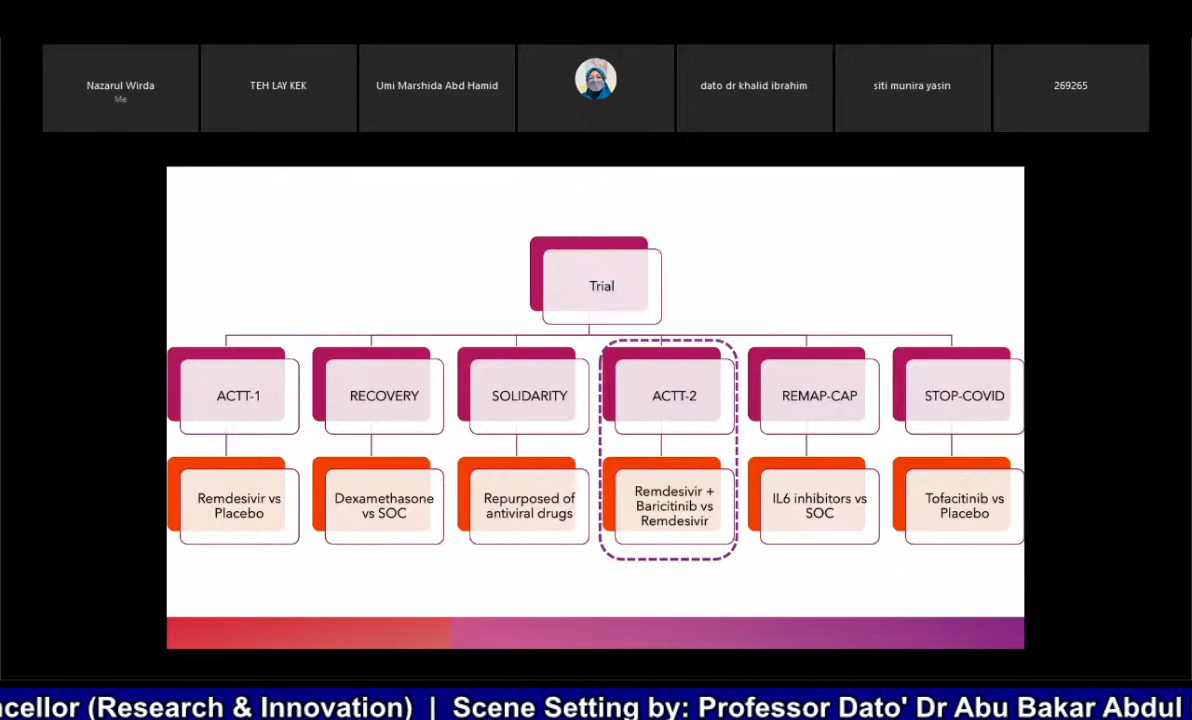 Nazarul Wirda
Me
TEH LAY KEK
Umi Marshida Abd Hamid
dato dr khalid ibrahim
siti munira yasin
269265
Trial
ACTT-1
RECOVERY
SOLIDARITY
ACTT-2
REMAP-CAP
STOP-COVID
Remdesivir vs
Placebo
Dexamethasone
vs SOC
Repurposed of
antiviral drugs
Remdesivir +
Baricitinib vs
Remdesivir
IL6 inhibitors vs
SOC
Tofacitinib vs
Placebo
ncellor (Research & Innovation) | Scene Setting by: Professor Dato' Dr Abu Bakar Abdul